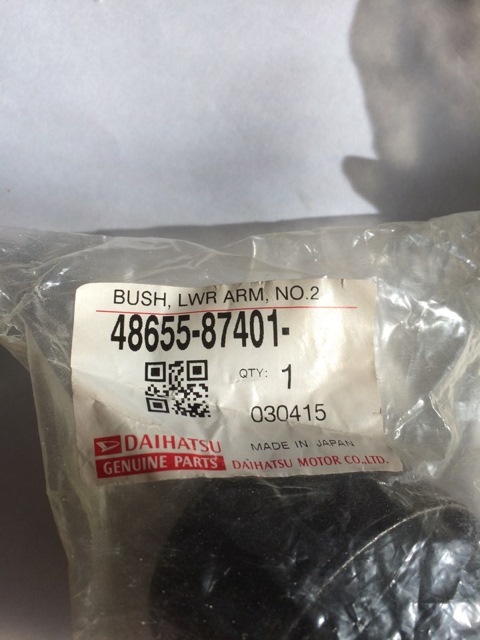 BUSH, LWR ARM, NO.2
48655-87401-
QTY: 1
030415
DAIHATSU
GENUINE PARTS
MADE IN JAPAN
DAIHATSU MOTOR CO.,LTD.